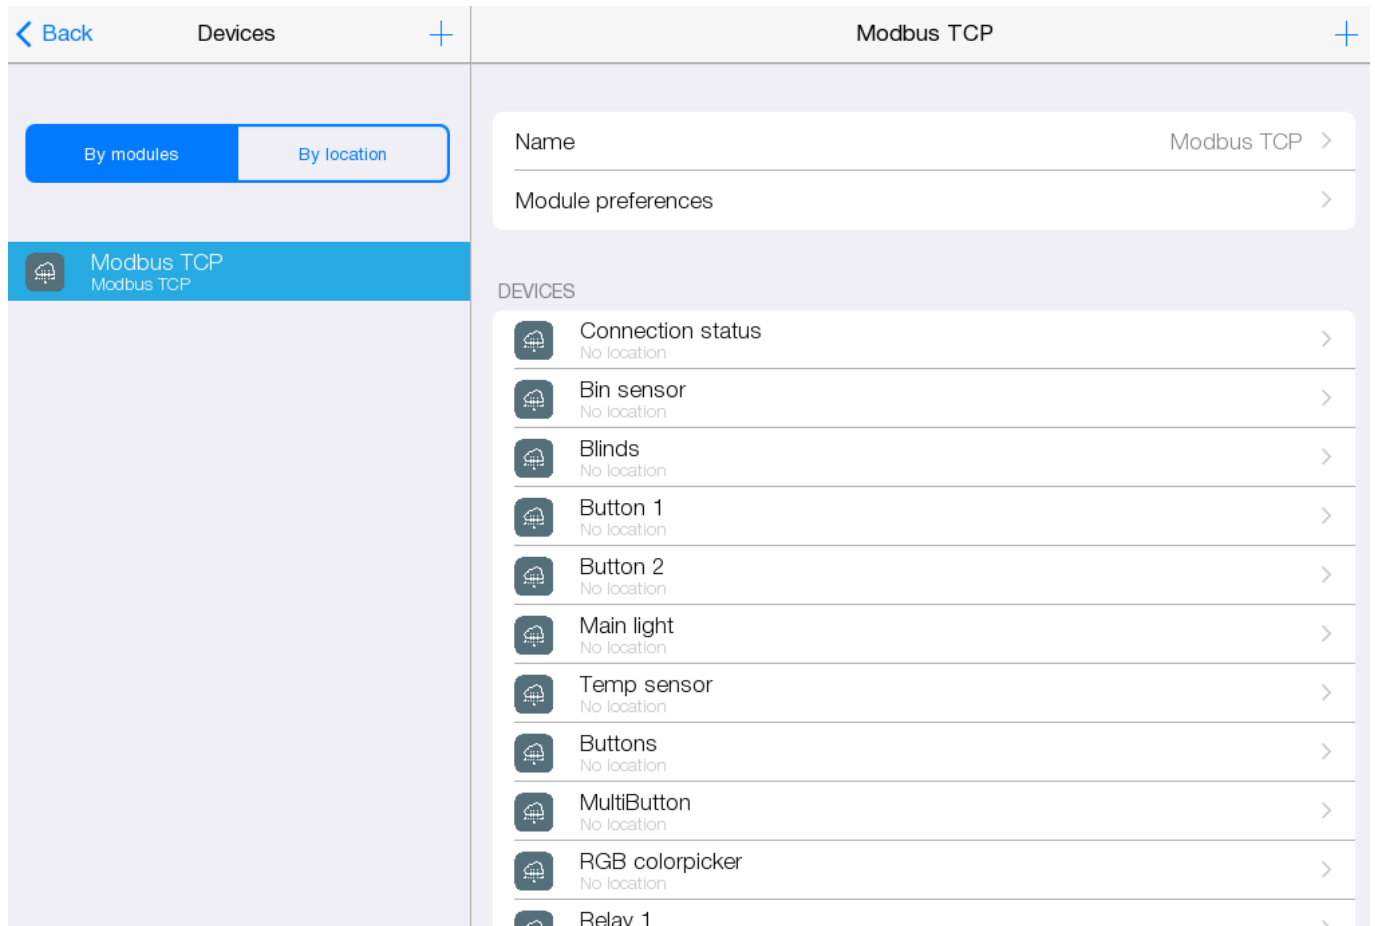 Back
Devices
Modbus TCP
By modules
By location
Modbus TCP
Modbus TCP
Name
Modbus TCP
Module preferences
DEVICES
Connection status
No location
Bin sensor
No location
Blinds
No location
Button 1
No location
Button 2
No location
Main light
No location
Temp sensor
No location
Buttons
No location
MultiButton
No location
RGB colorpicker
No location
Relay 1